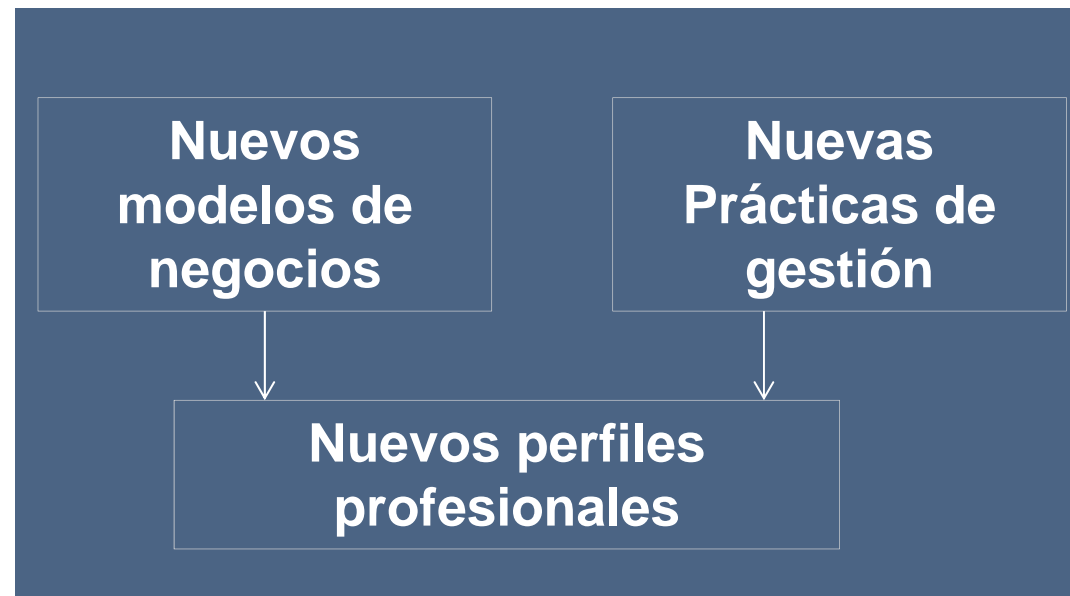 Nuevos
modelos de
negocios
Nuevas
Prácticas de
gestión
Nuevos perfiles
profesionales